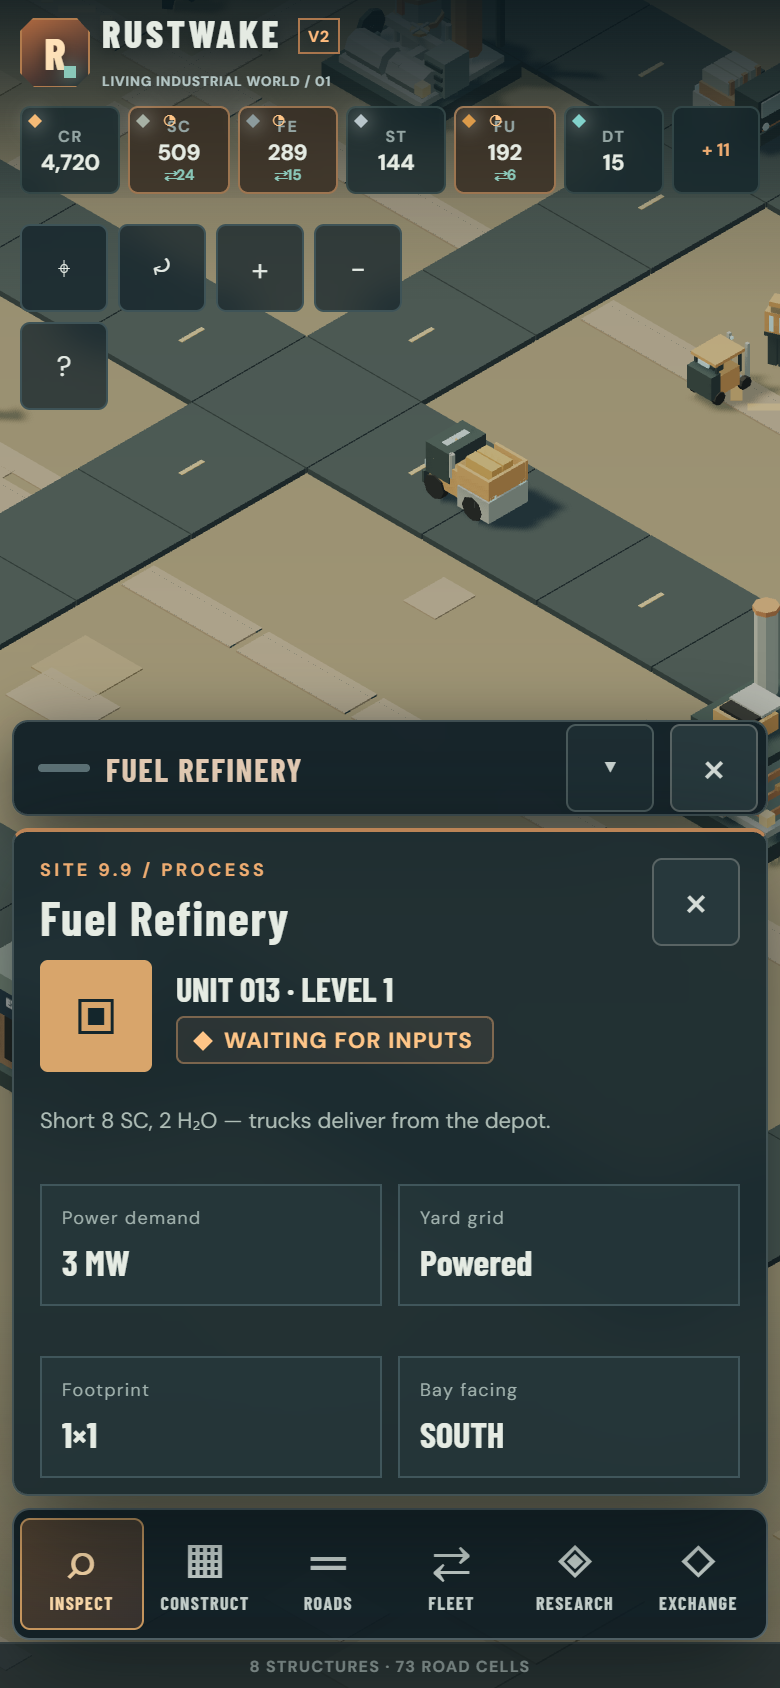 R
RUSTWAKE V2
LIVING INDUSTRIAL WORLD / 01
CR SC FE ST FU DT
4,720 509 289 144 192 15 + 11
⇄24 ⇄15 ⇄6
+ -
?
FUEL REFINERY ▼ ×
SITE 9.9 / PROCESS
Fuel Refinery ×
UNIT 013 · LEVEL 1
◆ WAITING FOR INPUTS
Short 8 SC, 2 H₂O — trucks deliver from the depot.
Power demand Yard grid
3 MW Powered
Footprint Bay facing
1×1 SOUTH
INSPECT CONSTRUCT ROADS FLEET RESEARCH EXCHANGE
8 STRUCTURES · 73 ROAD CELLS